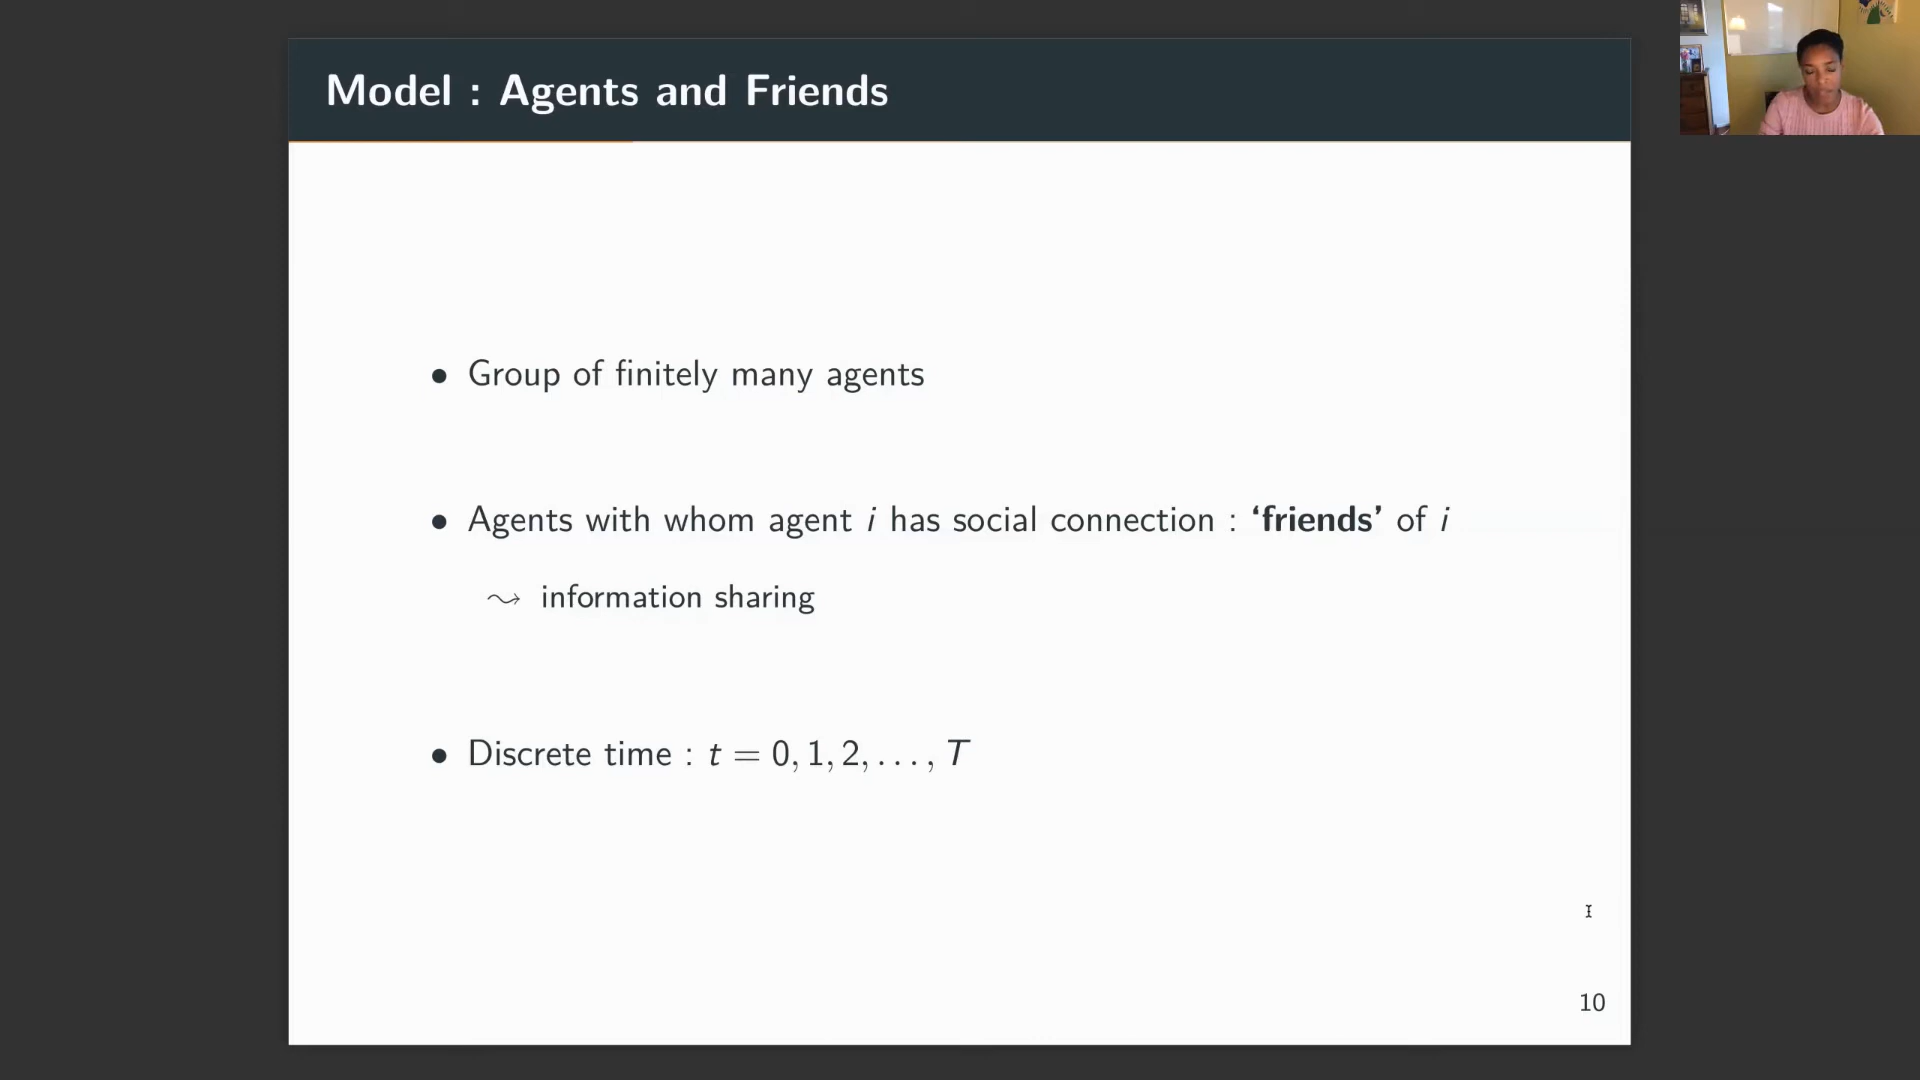 Model : Agents and Friends
• Group of finitely many agents
• Agents with whom agent i has social connection : ‘friends’ of i
⇝ information sharing
• Discrete time : t = 0, 1, 2, . . . , T
10